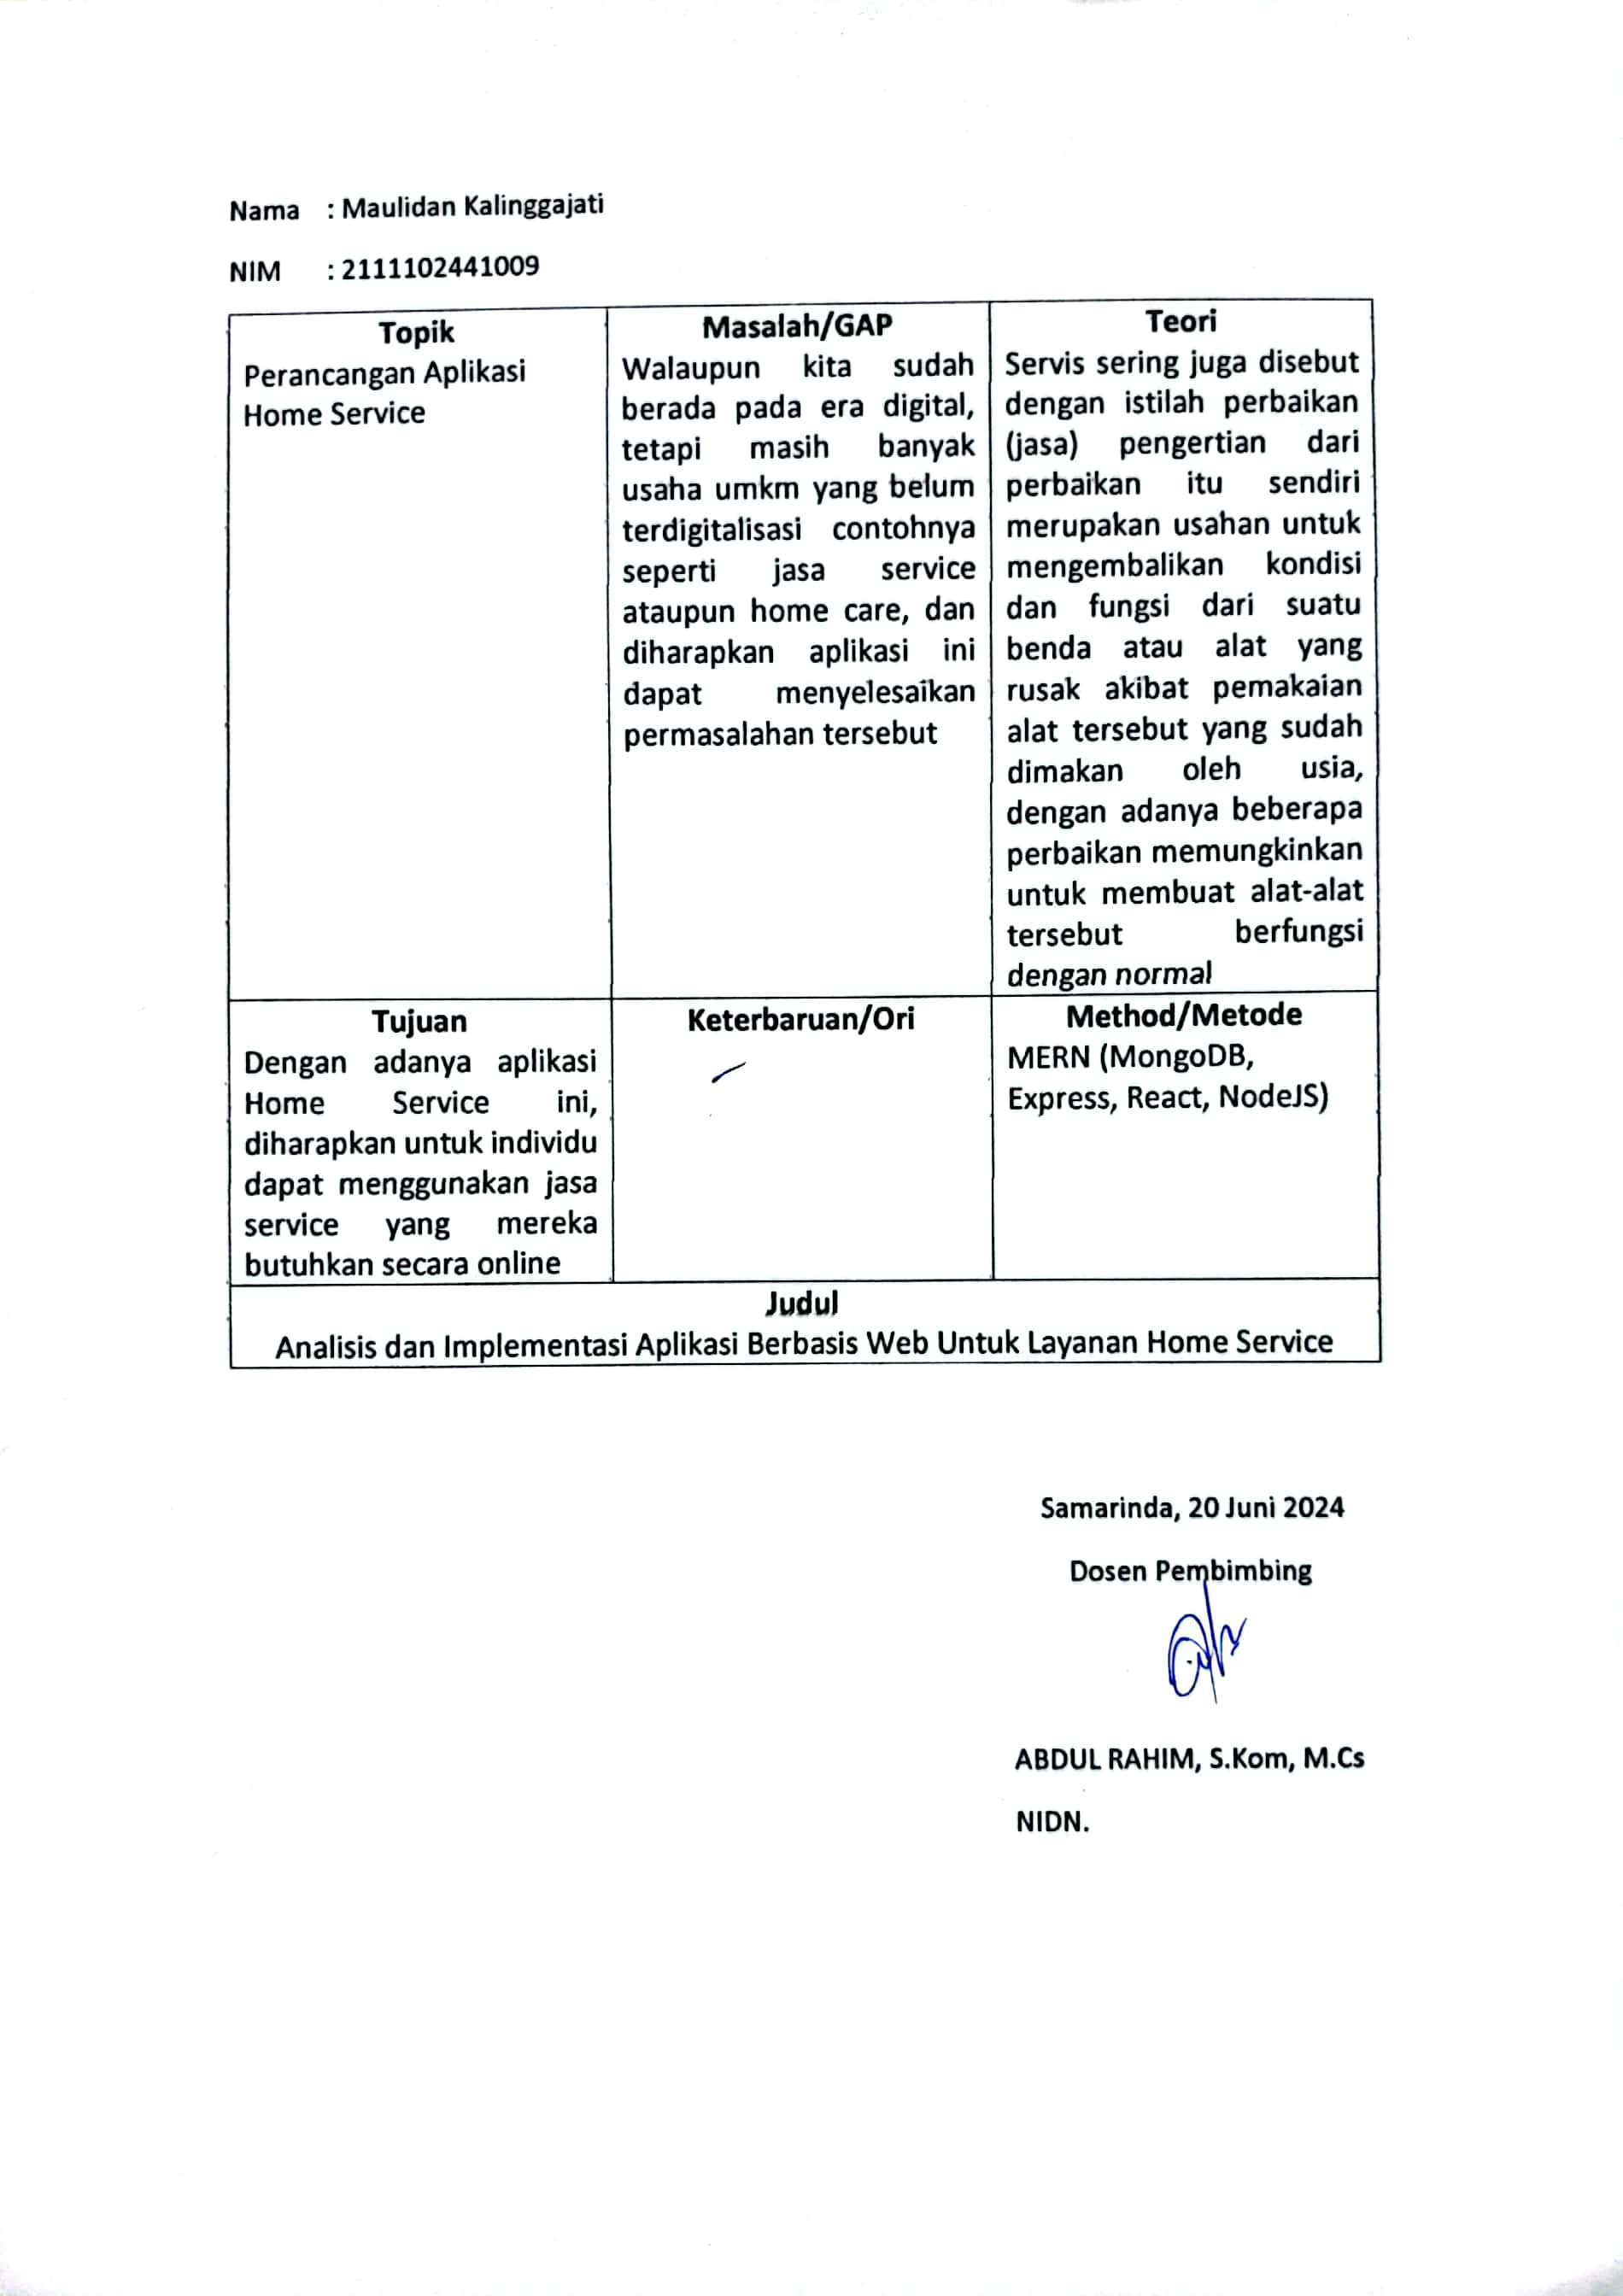 Nama : Maulidan Kalinggajati
NIM : 2111102441009
Topik
Perancangan Aplikasi
Home Service
Masalah/GAP
Walaupun kita sudah
berada pada era digital,
tetapi masih banyak
usaha umkm yang belum
terdigitalisasi contohnya
seperti jasa service
ataupun home care, dan
diharapkan aplikasi ini
dapat menyelesaikan
permasalahan tersebut
Teori
Servis sering juga disebut
dengan istilah perbaikan
(jasa) pengertian dari
perbaikan itu sendiri
merupakan usahan untuk
mengembalikan kondisi
dan fungsi dari suatu
benda atau alat yang
rusak akibat pemakaian
alat tersebut yang sudah
dimakan oleh usia,
dengan adanya beberapa
perbaikan memungkinkan
untuk membuat alat-alat
tersebut berfungsi
dengan normal
Tujuan
Dengan adanya aplikasi
Home Service ini,
diharapkan untuk individu
dapat menggunakan jasa
service yang mereka
butuhkan secara online
Keterbaruan/Ori
Method/Metode
MERN (MongoDB,
Express, React, NodeJS)
Judul
Analisis dan Implementasi Aplikasi Berbasis Web Untuk Layanan Home Service
Samarinda, 20 Juni 2024
Dosen Pembimbing
ABDUL RAHIM, S.Kom, M.Cs
NIDN.